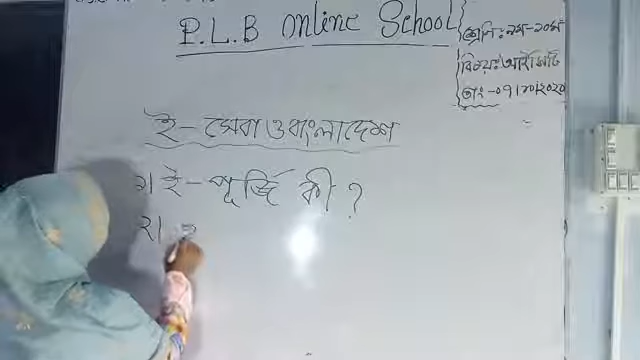 P.L.B Online School
শ্রেণি: নবম-দশম
বিষয়: আইসিটি
তাং-০৭।১০।২০২০
ই-সেবা ও বাংলাদেশ
১। ই-পূর্জি কী?
২।